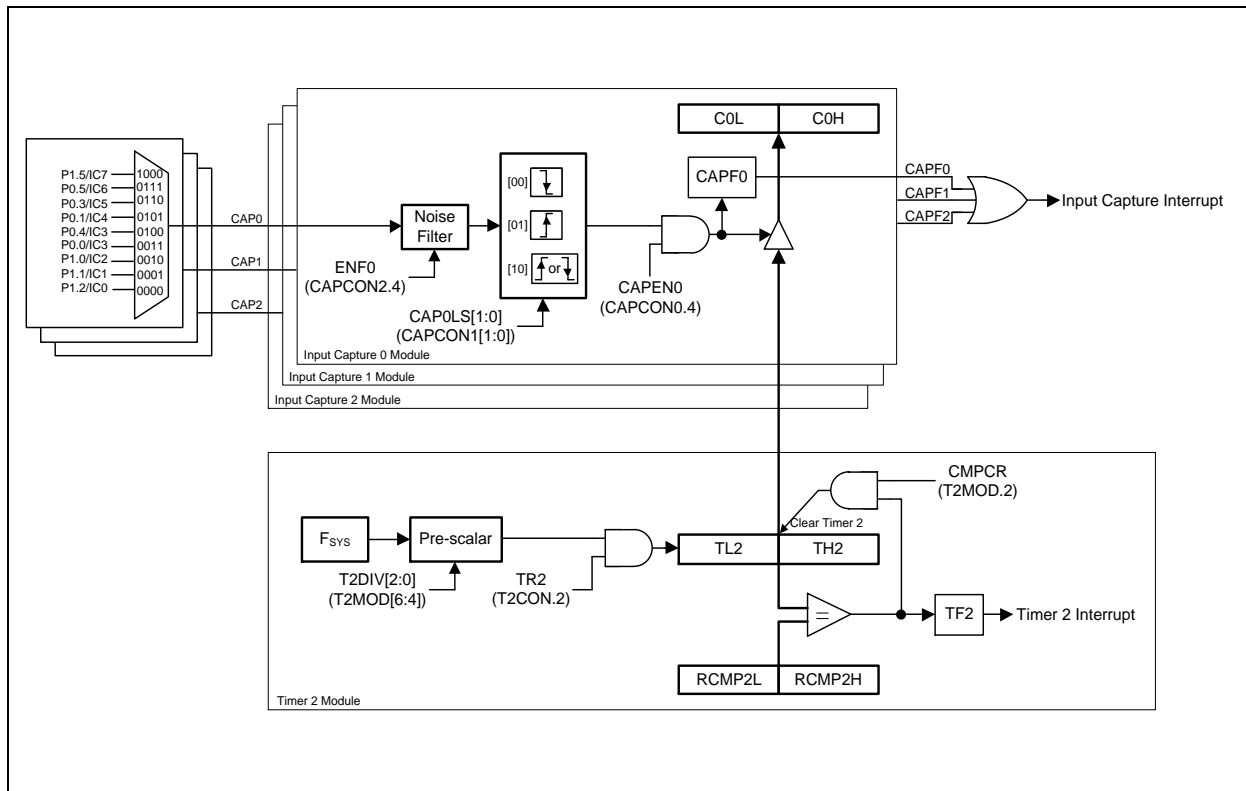 C0L C0H
P1.5/IC7 1000
P0.5/IC6 0111
P0.3/IC5 0110
P0.1/IC4 0101
P0.4/IC3 0100
P0.0/IC3 0011
P1.0/IC2 0010
P1.1/IC1 0001
P1.2/IC0 0000
CAP0
CAP1
CAP2
Noise
Filter
ENF0
(CAPCON2.4)
[00]
[01]
[10] or
CAP0LS[1:0]
(CAPCON1[1:0])
CAPEN0
(CAPCON0.4)
CAPF0
CAPF0
CAPF1
CAPF2
Input Capture Interrupt
Input Capture 0 Module
Input Capture 1 Module
Input Capture 2 Module
CMPCR
(T2MOD.2)
Clear Timer 2
FSYS
Pre-scalar
T2DIV[2:0]
(T2MOD[6:4])
TR2
(T2CON.2)
TL2 TH2
=
TF2
Timer 2 Interrupt
RCMP2L RCMP2H
Timer 2 Module